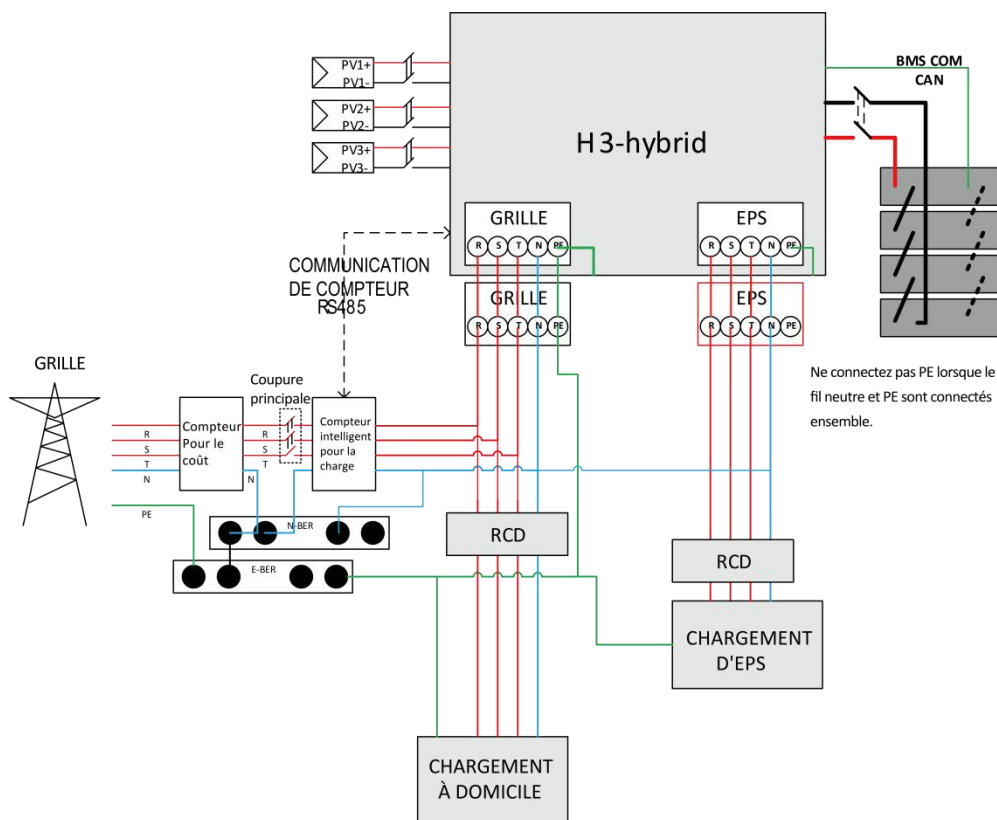 PV1+
PV1-
PV2+
PV2-
PV3+
PV3-
H3-hybrid
BMS COM
CAN
GRILLE
R S T N PE
EPS
R S T N PE
COMMUNICATION
DE COMPTEUR
RS485
GRILLE
R S T N PE
EPS
R S T N PE
Ne connectez pas PE lorsque le
fil neutre et PE sont connectés
ensemble.
GRILLE
Coupure
principale
Compteur
Pour le
coût
Compteur
intelligent
pour la
charge
R
S
T
N
R
S
T
N
PE
N-BER
E-BER
RCD
RCD
CHARGEMENT
D'EPS
CHARGEMENT
À DOMICILE